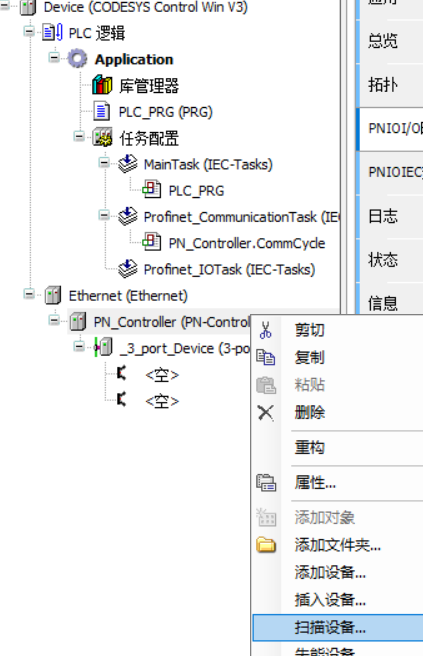 Device (CODESYS Control Win V3)
PLC 逻辑
Application
库管理器
PLC_PRG (PRG)
任务配置
MainTask (IEC-Tasks)
PLC_PRG
Profinet_CommunicationTask (IE
PN_Controller.CommCycle
Profinet_IOTask (IEC-Tasks)
Ethernet (Ethernet)
PN_Controller (PN-Control
_3_port_Device (3-po
<空>
<空>
总览
拓扑
PNIOI/O
PNIOIEC
日志
状态
信息
剪切
复制
粘贴
删除
重构
属性...
添加对象
添加文件夹...
添加设备...
插入设备...
扫描设备...